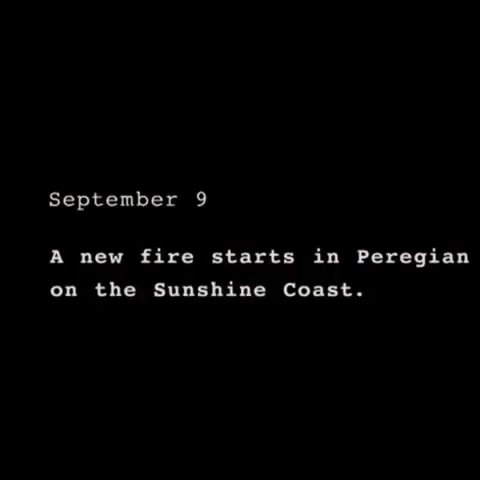 September 9
A new fire starts in Peregian
on the Sunshine Coast.